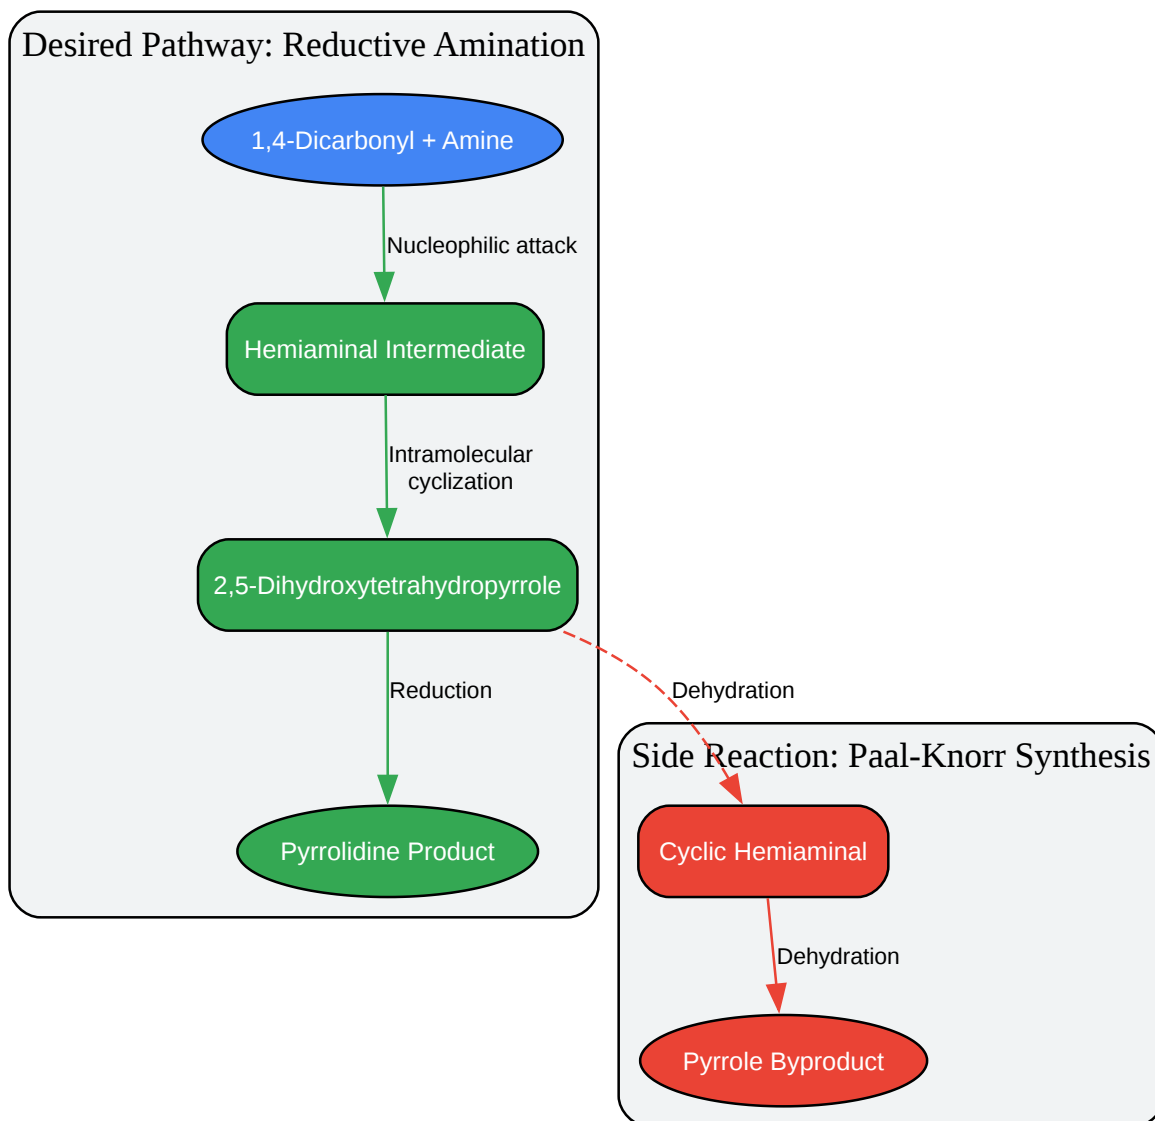 Desired Pathway: Reductive Amination
1,4-Dicarbonyl + Amine
Nucleophilic attack
Hemiaminal Intermediate
Intramolecular
cyclization
2,5-Dihydroxytetrahydropyrrole
Reduction
Dehydration
Pyrrolidine Product
Side Reaction: Paal-Knorr Synthesis
Cyclic Hemiaminal
Dehydration
Pyrrole Byproduct